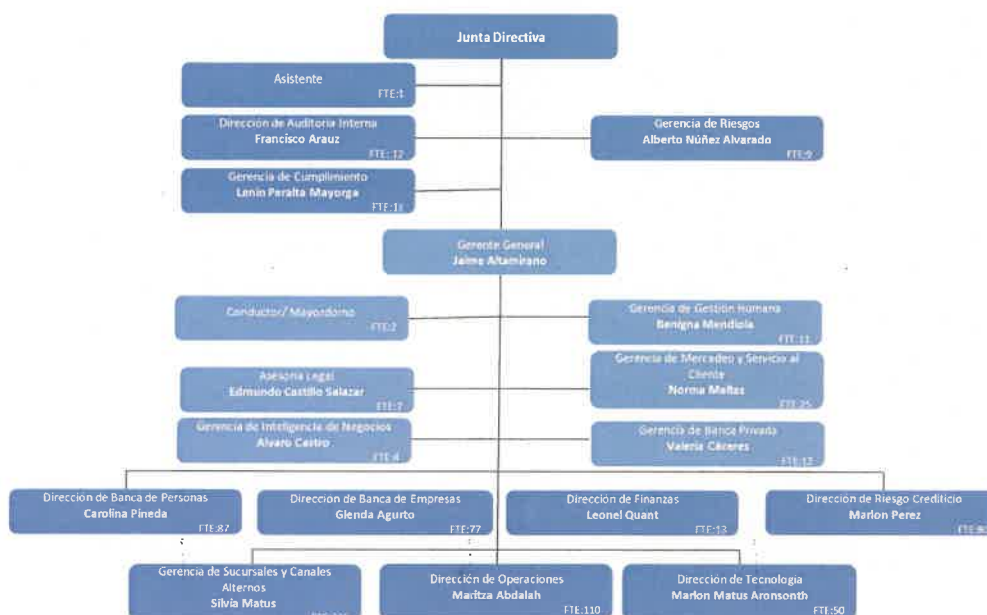 Junta Directiva
Asistente
FTE:1
Dirección de Auditoria Interna
Francisco Arauz
FTE: 12
Gerencia de Riesgos
Alberto Núñez Alvarado
FTE:9
Gerencia de Cumplimiento
Lenin Peralta Mayorga
Gerente General
Jaime Altamirano
Conductor/ Mayordomo
FTE:2
Gerencia de Gestión Humana
Benigna Mendiola
FTE:11
Asesoria Legal
Edmundo Castillo Salazar
FTE:7
Gerencia de Mercadeo y Servicio al
Cliente
Norma Maltez
FTE:25
Gerencia de Inteligencia de Negocios
Alvaro Castro
FTE:4
Gerencia de Banca Privada
Valeria Cáceres
FTE:12
Dirección de Banca de Personas
Carolina Pineda
FTE:87
Dirección de Banca de Empresas
Glenda Agurto
FTE:77
Dirección de Finanzas
Leonel Quant
FTE:13
Dirección de Riesgo Crediticio
Marlon Perez
Gerencia de Sucursales y Canales
Alternos
Silvia Matus
Dirección de Operaciones
Maritza Abdalah
FTE:110
Dirección de Tecnología
Marlon Matus Aronsonth
FTE:50